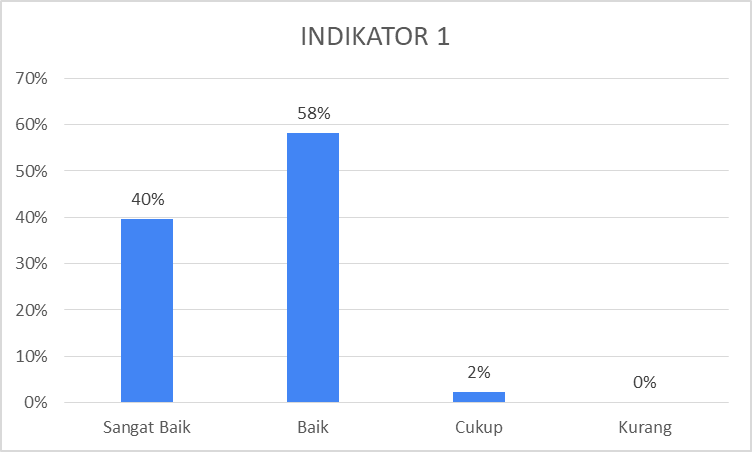 INDIKATOR 1
70%
60%
50%
40%
30%
20%
10%
0%
40%
58%
2%
0%
Sangat Baik
Baik
Cukup
Kurang